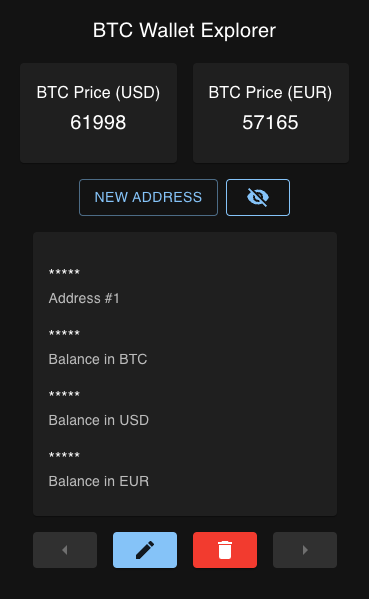 BTC Wallet Explorer
BTC Price (USD)
61998
BTC Price (EUR)
57165
NEW ADDRESS
*****
Address #1
*****
Balance in BTC
*****
Balance in USD
*****
Balance in EUR